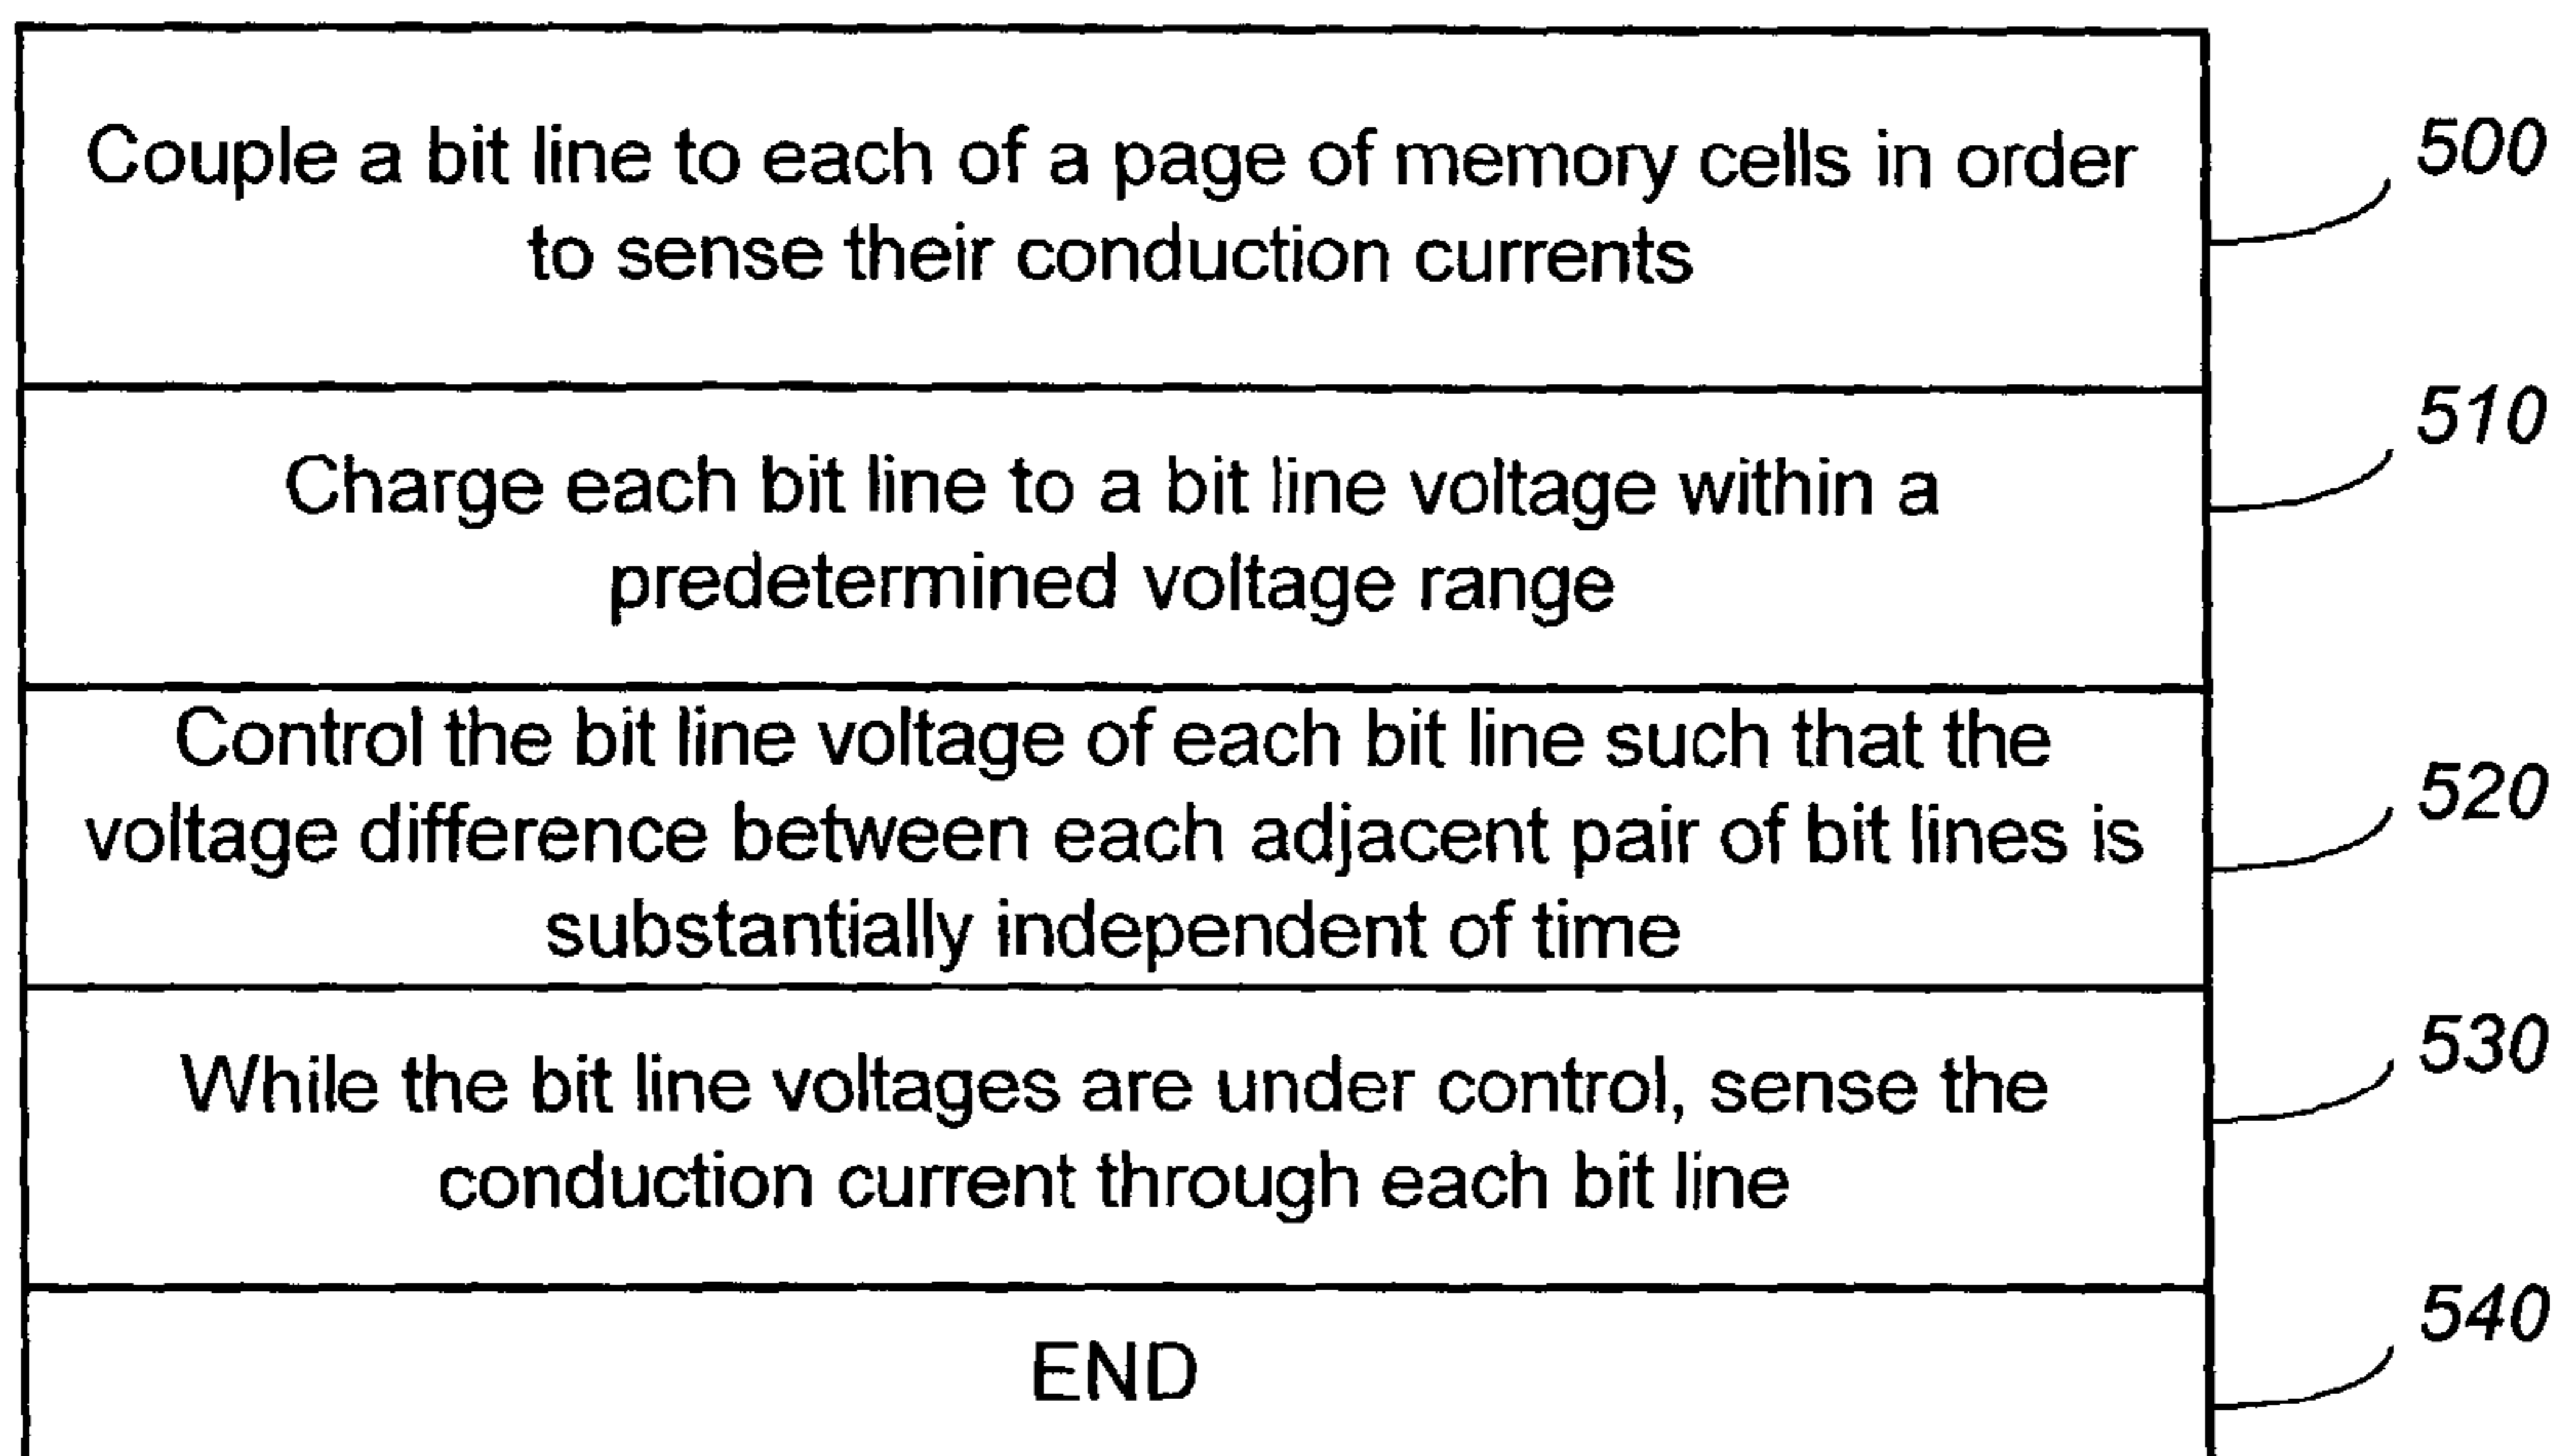 Couple a bit line to each of a page of memory cells in order
to sense their conduction currents
500
Charge each bit line to a bit line voltage within a
predetermined voltage range
510
Control the bit line voltage of each bit line such that the
voltage difference between each adjacent pair of bit lines is
substantially independent of time
520
While the bit line voltages are under control, sense the
conduction current through each bit line
530
END
540